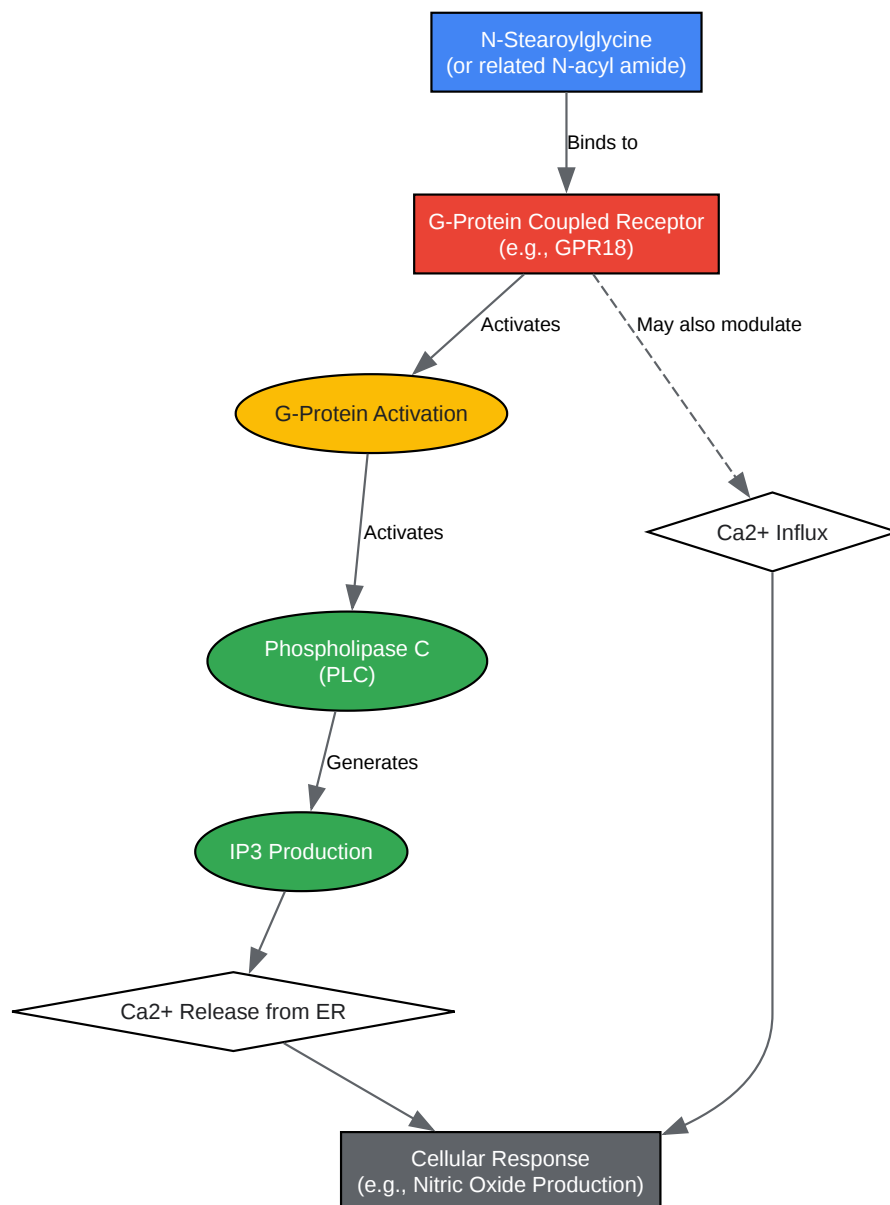 N-Stearoylglycine
(or related N-acyl amide)
Binds to
G-Protein Coupled Receptor
(e.g., GPR18)
Activates
May also modulate
G-Protein Activation
Ca2+ Influx
Activates
Phospholipase C
(PLC)
Generates
IP3 Production
Ca2+ Release from ER
Cellular Response
(e.g., Nitric Oxide Production)